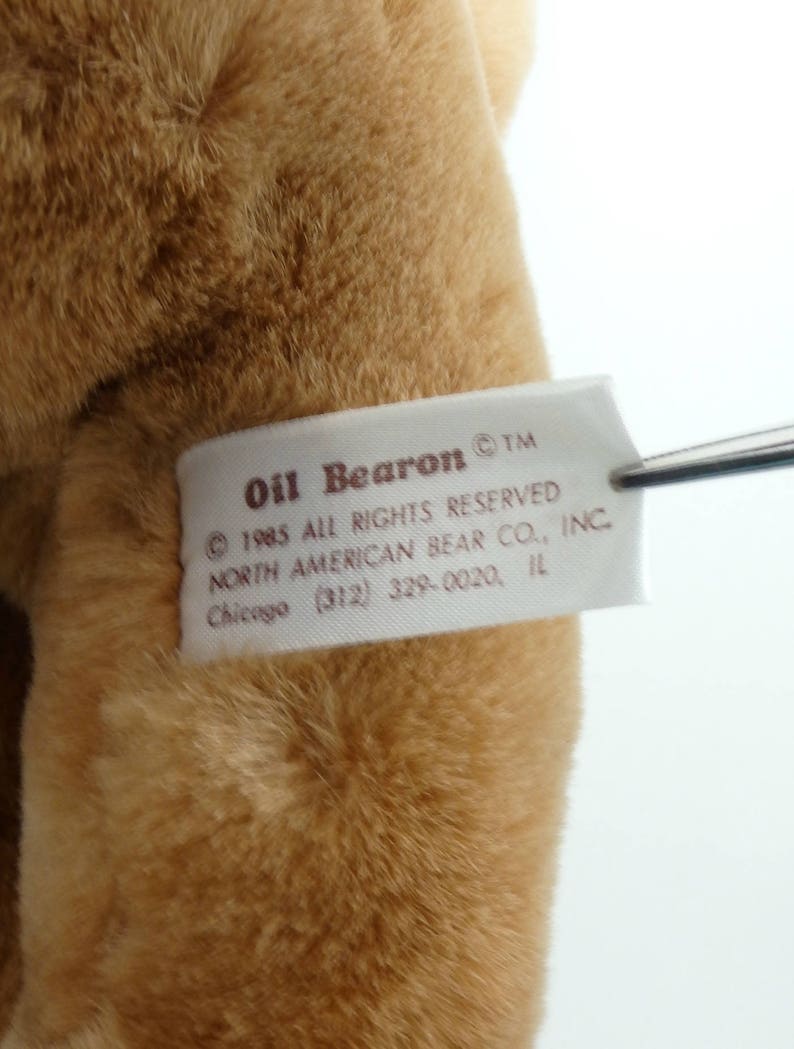 Oil Bearon © TM
© 1985 ALL RIGHTS RESERVED
NORTH AMERICAN BEAR CO., INC.
Chicago (312) 329-0020, IL